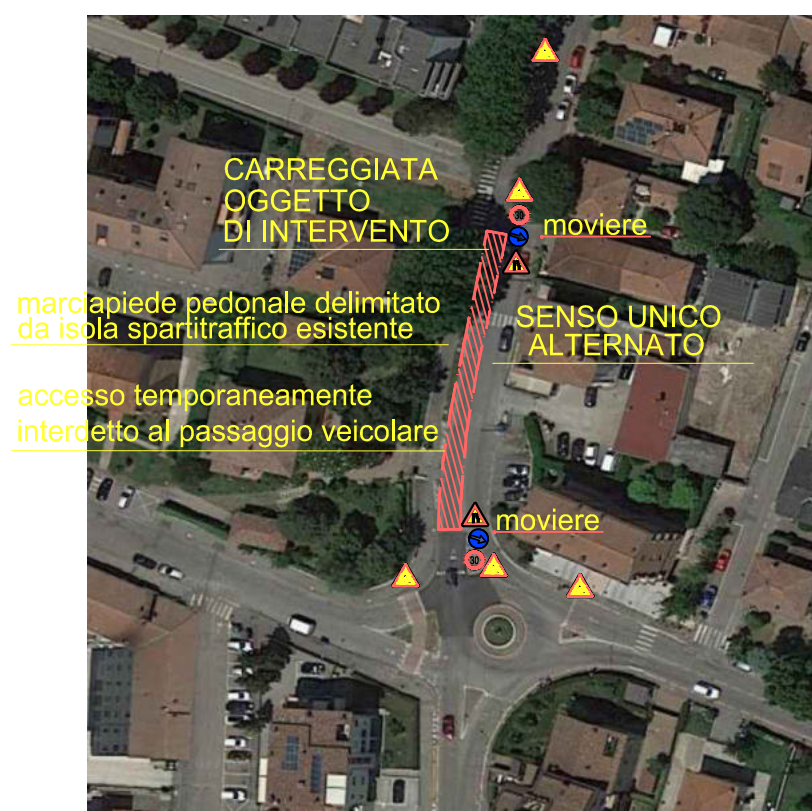 CARREGGIATA
OGGETTO
DI INTERVENTO
30
moviere
marciapiede pedonale delimitato
da isola spartitraffico esistente
SENSO UNICO
ALTERNATO
accesso temporaneamente
interdetto al passaggio veicolare
moviere
30